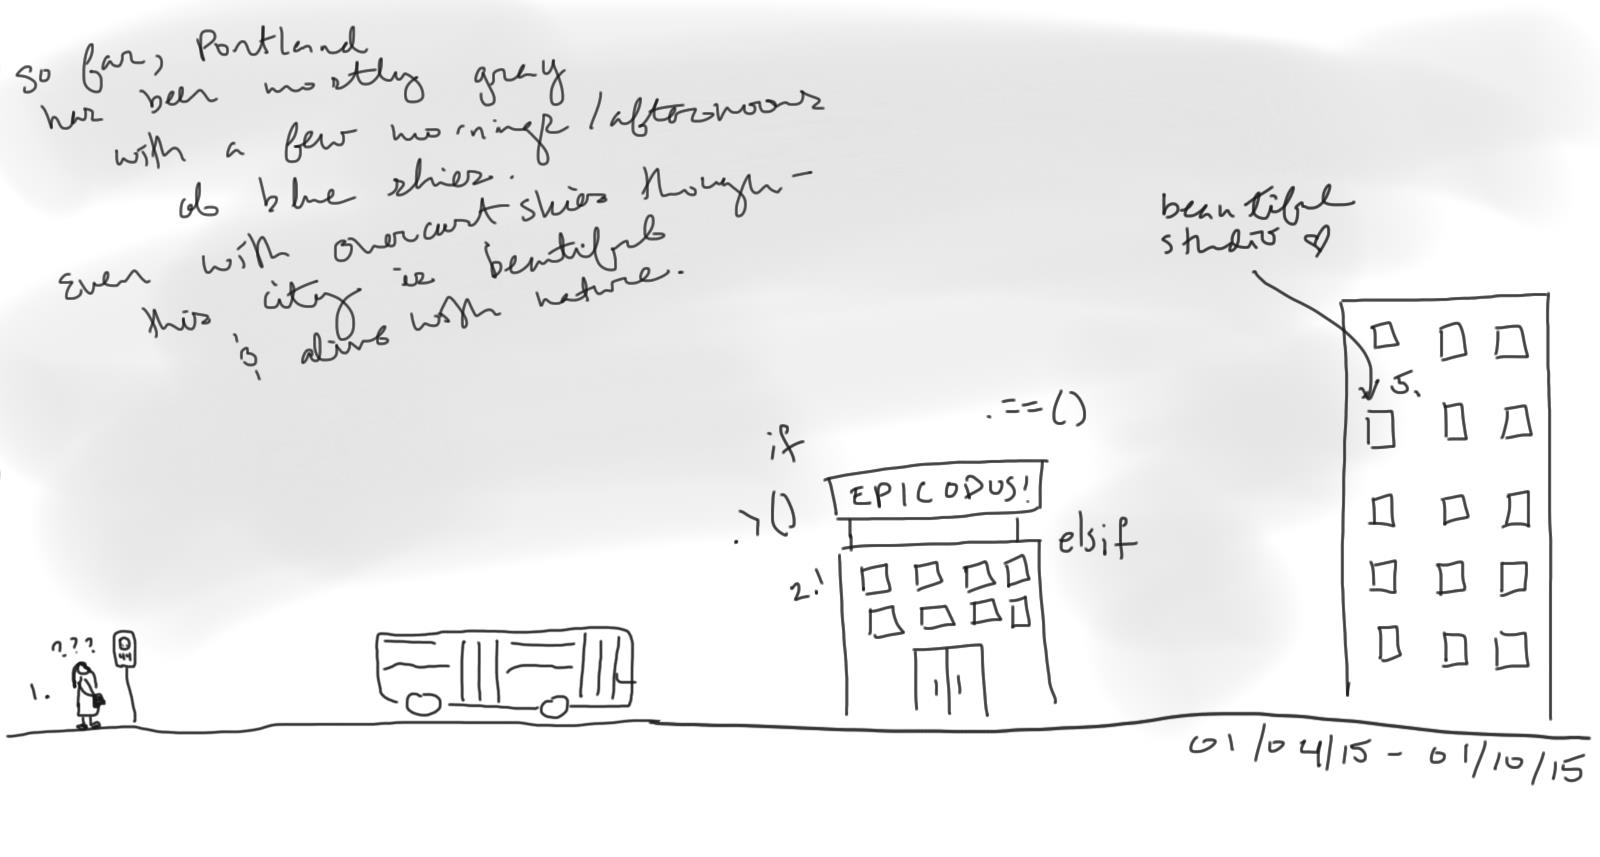 So far, Portland
has been mostly gray
with a few mornings/afternoons
of blue skies.
Even with overcast skies though -
this city is beautiful
& alive with nature.
beautiful
studio ♡
5.
.==()
if
EPICODUS!
.>()
elsif
2.!
???
44
1.
01/04/15 - 01/10/15